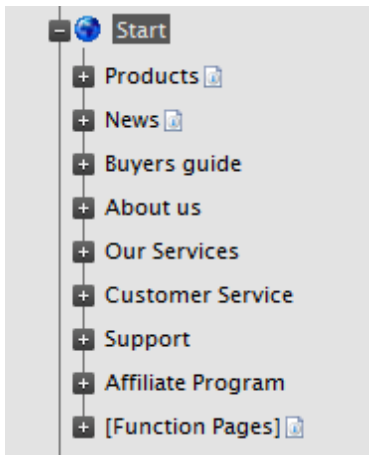 Start
Products
News
Buyers guide
About us
Our Services
Customer Service
Support
Affiliate Program
[Function Pages]